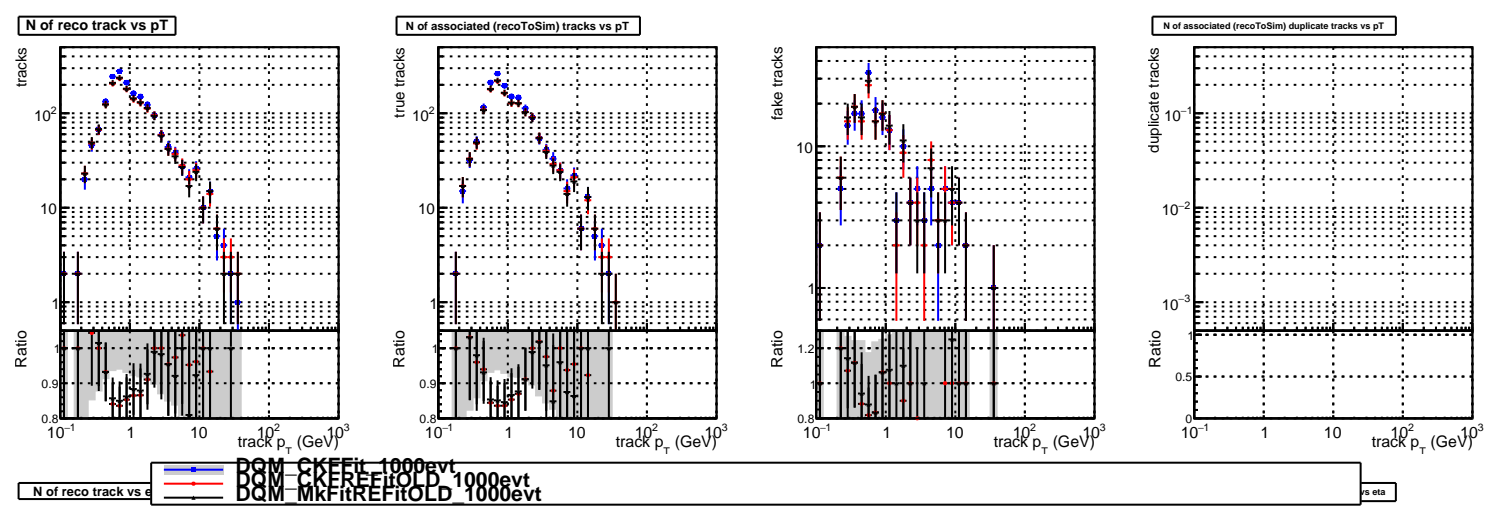 N of reco track vs pT
N of associated (recoToSim) tracks vs pT
N of associated (recoToSim) duplicate tracks vs pT
tracks
10²
10
1
Ratio
1
0.9
0.8
10⁻¹ 1 10 10² 10³
track p_T (GeV)
true tracks
10²
10
1
Ratio
1
0.9
0.8
10⁻¹ 1 10 10² 10³
track p_T (GeV)
fake tracks
10
1
Ratio
1.2
1
0.8
10⁻¹ 1 10 10² 10³
track p_T (GeV)
duplicate tracks
10⁻¹
10⁻²
10⁻³
Ratio
1
0.5
0
10⁻¹ 1 10 10² 10³
track p_T (GeV)
DQM_CKFFit_1000evt
DQM_CKFREFitOLD_1000evt
DQM_MkFitREFitOLD_1000evt
N of reco track vs e
vs eta